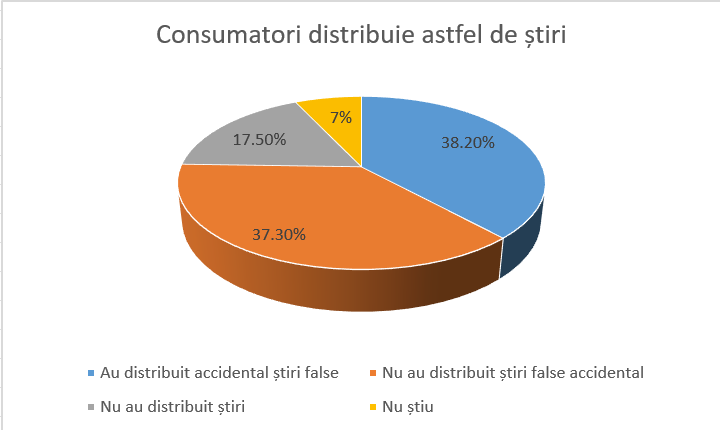 Consumatori distribuie astfel de știri
7%
38.20%
17.50%
37.30%
Au distribuit accidental știri false
Nu au distribuit știri false accidental
Nu au distribuit știri
Nu știu